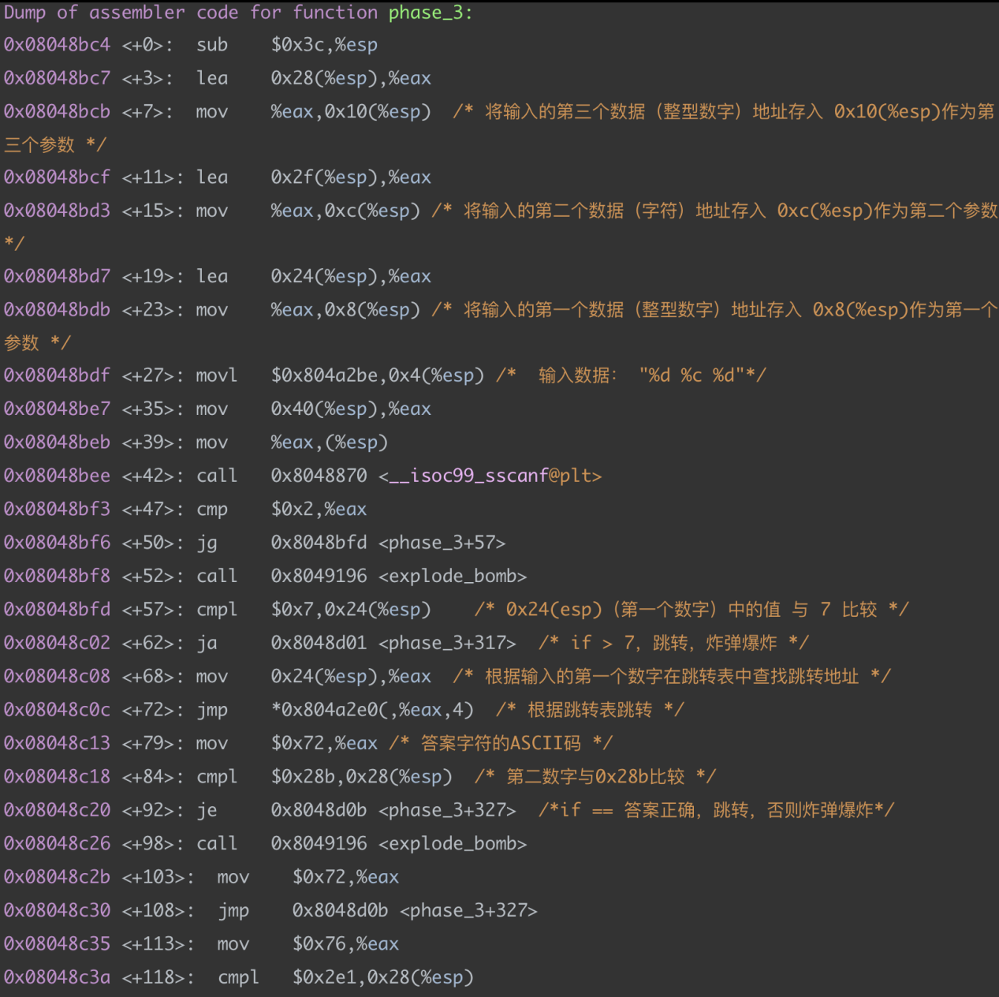 Dump of assembler code for function phase_3:
0x08048bc4 <+0>:  sub    $0x3c,%esp
0x08048bc7 <+3>:  lea    0x28(%esp),%eax
0x08048bcb <+7>:  mov    %eax,0x10(%esp)  /* 将输入的第三个数据（整型数字）地址存入 0x10(%esp)作为第
三个参数 */
0x08048bcf <+11>: lea    0x2f(%esp),%eax
0x08048bd3 <+15>: mov    %eax,0xc(%esp) /* 将输入的第二个数据（字符）地址存入 0xc(%esp)作为第二个参数
*/
0x08048bd7 <+19>: lea    0x24(%esp),%eax
0x08048bdb <+23>: mov    %eax,0x8(%esp) /* 将输入的第一个数据（整型数字）地址存入 0x8(%esp)作为第一个
参数 */
0x08048bdf <+27>: movl   $0x804a2be,0x4(%esp) /*  输入数据： "%d %c %d"*/
0x08048be7 <+35>: mov    0x40(%esp),%eax
0x08048beb <+39>: mov    %eax,(%esp)
0x08048bee <+42>: call   0x8048870 <__isoc99_sscanf@plt>
0x08048bf3 <+47>: cmp    $0x2,%eax
0x08048bf6 <+50>: jg     0x8048bfd <phase_3+57>
0x08048bf8 <+52>: call   0x8049196 <explode_bomb>
0x08048bfd <+57>: cmpl   $0x7,0x24(%esp)    /* 0x24(esp)（第一个数字）中的值 与 7 比较 */
0x08048c02 <+62>: ja     0x8048d01 <phase_3+317>  /* if > 7，跳转，炸弹爆炸 */
0x08048c08 <+68>: mov    0x24(%esp),%eax  /* 根据输入的第一个数字在跳转表中查找跳转地址 */
0x08048c0c <+72>: jmp    *0x804a2e0(,%eax,4)  /* 根据跳转表跳转 */
0x08048c13 <+79>: mov    $0x72,%eax /* 答案字符的ASCII码 */
0x08048c18 <+84>: cmpl   $0x28b,0x28(%esp)  /* 第二数字与0x28b比较 */
0x08048c20 <+92>: je     0x8048d0b <phase_3+327>  /*if == 答案正确，跳转，否则炸弹爆炸*/
0x08048c26 <+98>: call   0x8049196 <explode_bomb>
0x08048c2b <+103>:  mov    $0x72,%eax
0x08048c30 <+108>:  jmp    0x8048d0b <phase_3+327>
0x08048c35 <+113>:  mov    $0x76,%eax
0x08048c3a <+118>:  cmpl   $0x2e1,0x28(%esp)